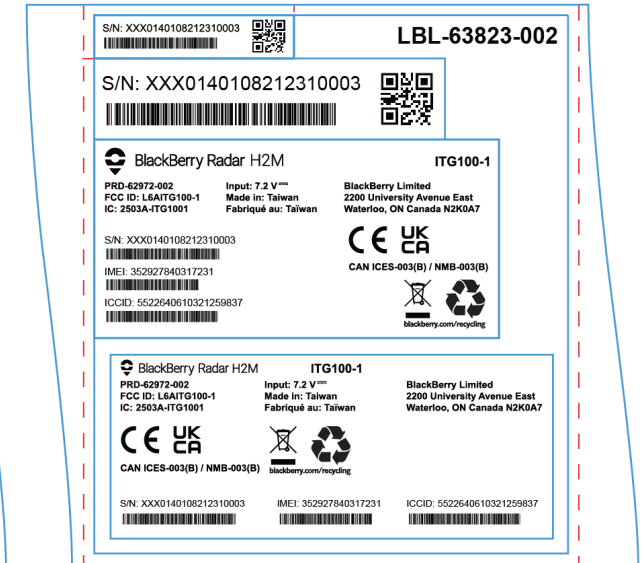 S/N: XXX0140108212310003
LBL-63823-002
S/N: XXX0140108212310003
BlackBerry Radar H2M
ITG100-1
PRD-62972-002
FCC ID: L6AITG100-1
IC: 2503A-ITG1001
Input: 7.2 V
Made in: Taiwan
Fabriqué au: Taïwan
BlackBerry Limited
2200 University Avenue East
Waterloo, ON Canada N2K0A7
S/N: XXX0140108212310003
IMEI: 352927840317231
ICCID: 5522640610321259837
CE UK
CA
CAN ICES-003(B) / NMB-003(B)
blackberry.com/recycling
BlackBerry Radar H2M
ITG100-1
PRD-62972-002
FCC ID: L6AITG100-1
IC: 2503A-ITG1001
Input: 7.2 V
Made in: Taiwan
Fabriqué au: Taïwan
BlackBerry Limited
2200 University Avenue East
Waterloo, ON Canada N2K0A7
CE UK
CA
CAN ICES-003(B) / NMB-003(B)
blackberry.com/recycling
S/N: XXX0140108212310003
IMEI: 352927840317231
ICCID: 5522640610321259837